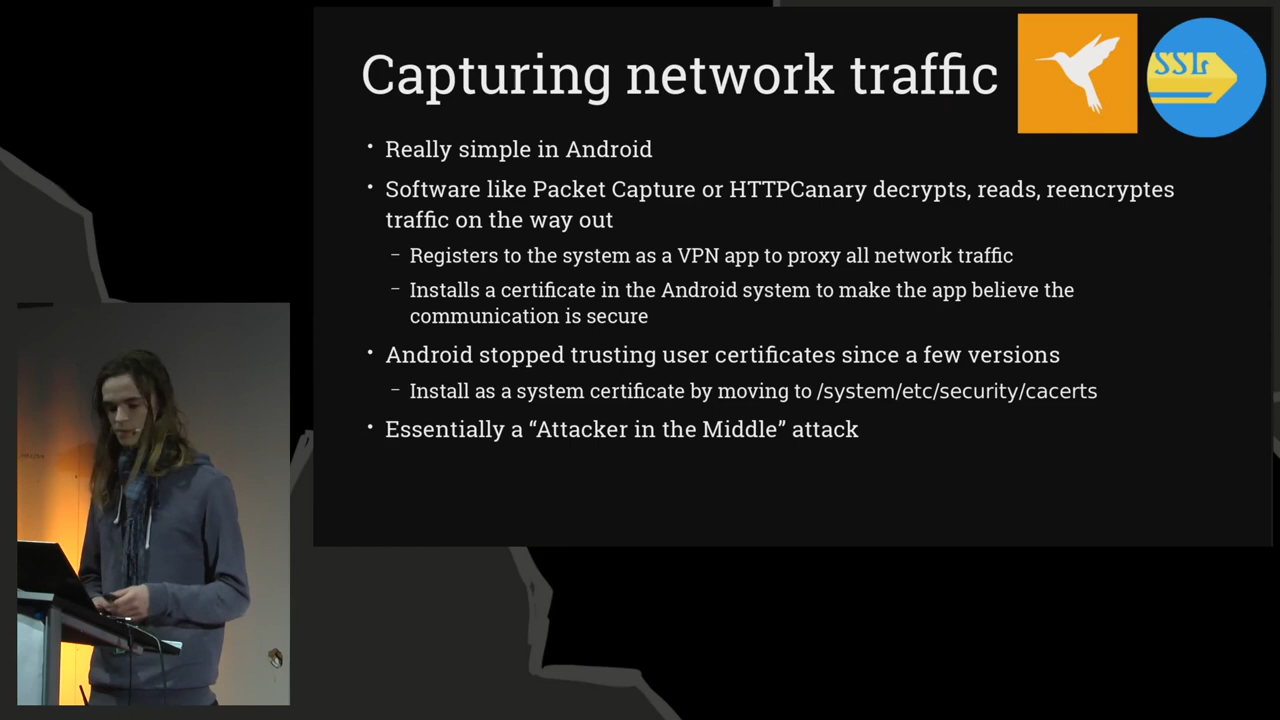 Capturing network traffic
SSL
• Really simple in Android
• Software like Packet Capture or HTTPCanary decrypts, reads, reencryptes
traffic on the way out
– Registers to the system as a VPN app to proxy all network traffic
– Installs a certificate in the Android system to make the app believe the
communication is secure
• Android stopped trusting user certificates since a few versions
– Install as a system certificate by moving to /system/etc/security/cacerts
• Essentially a “Attacker in the Middle” attack